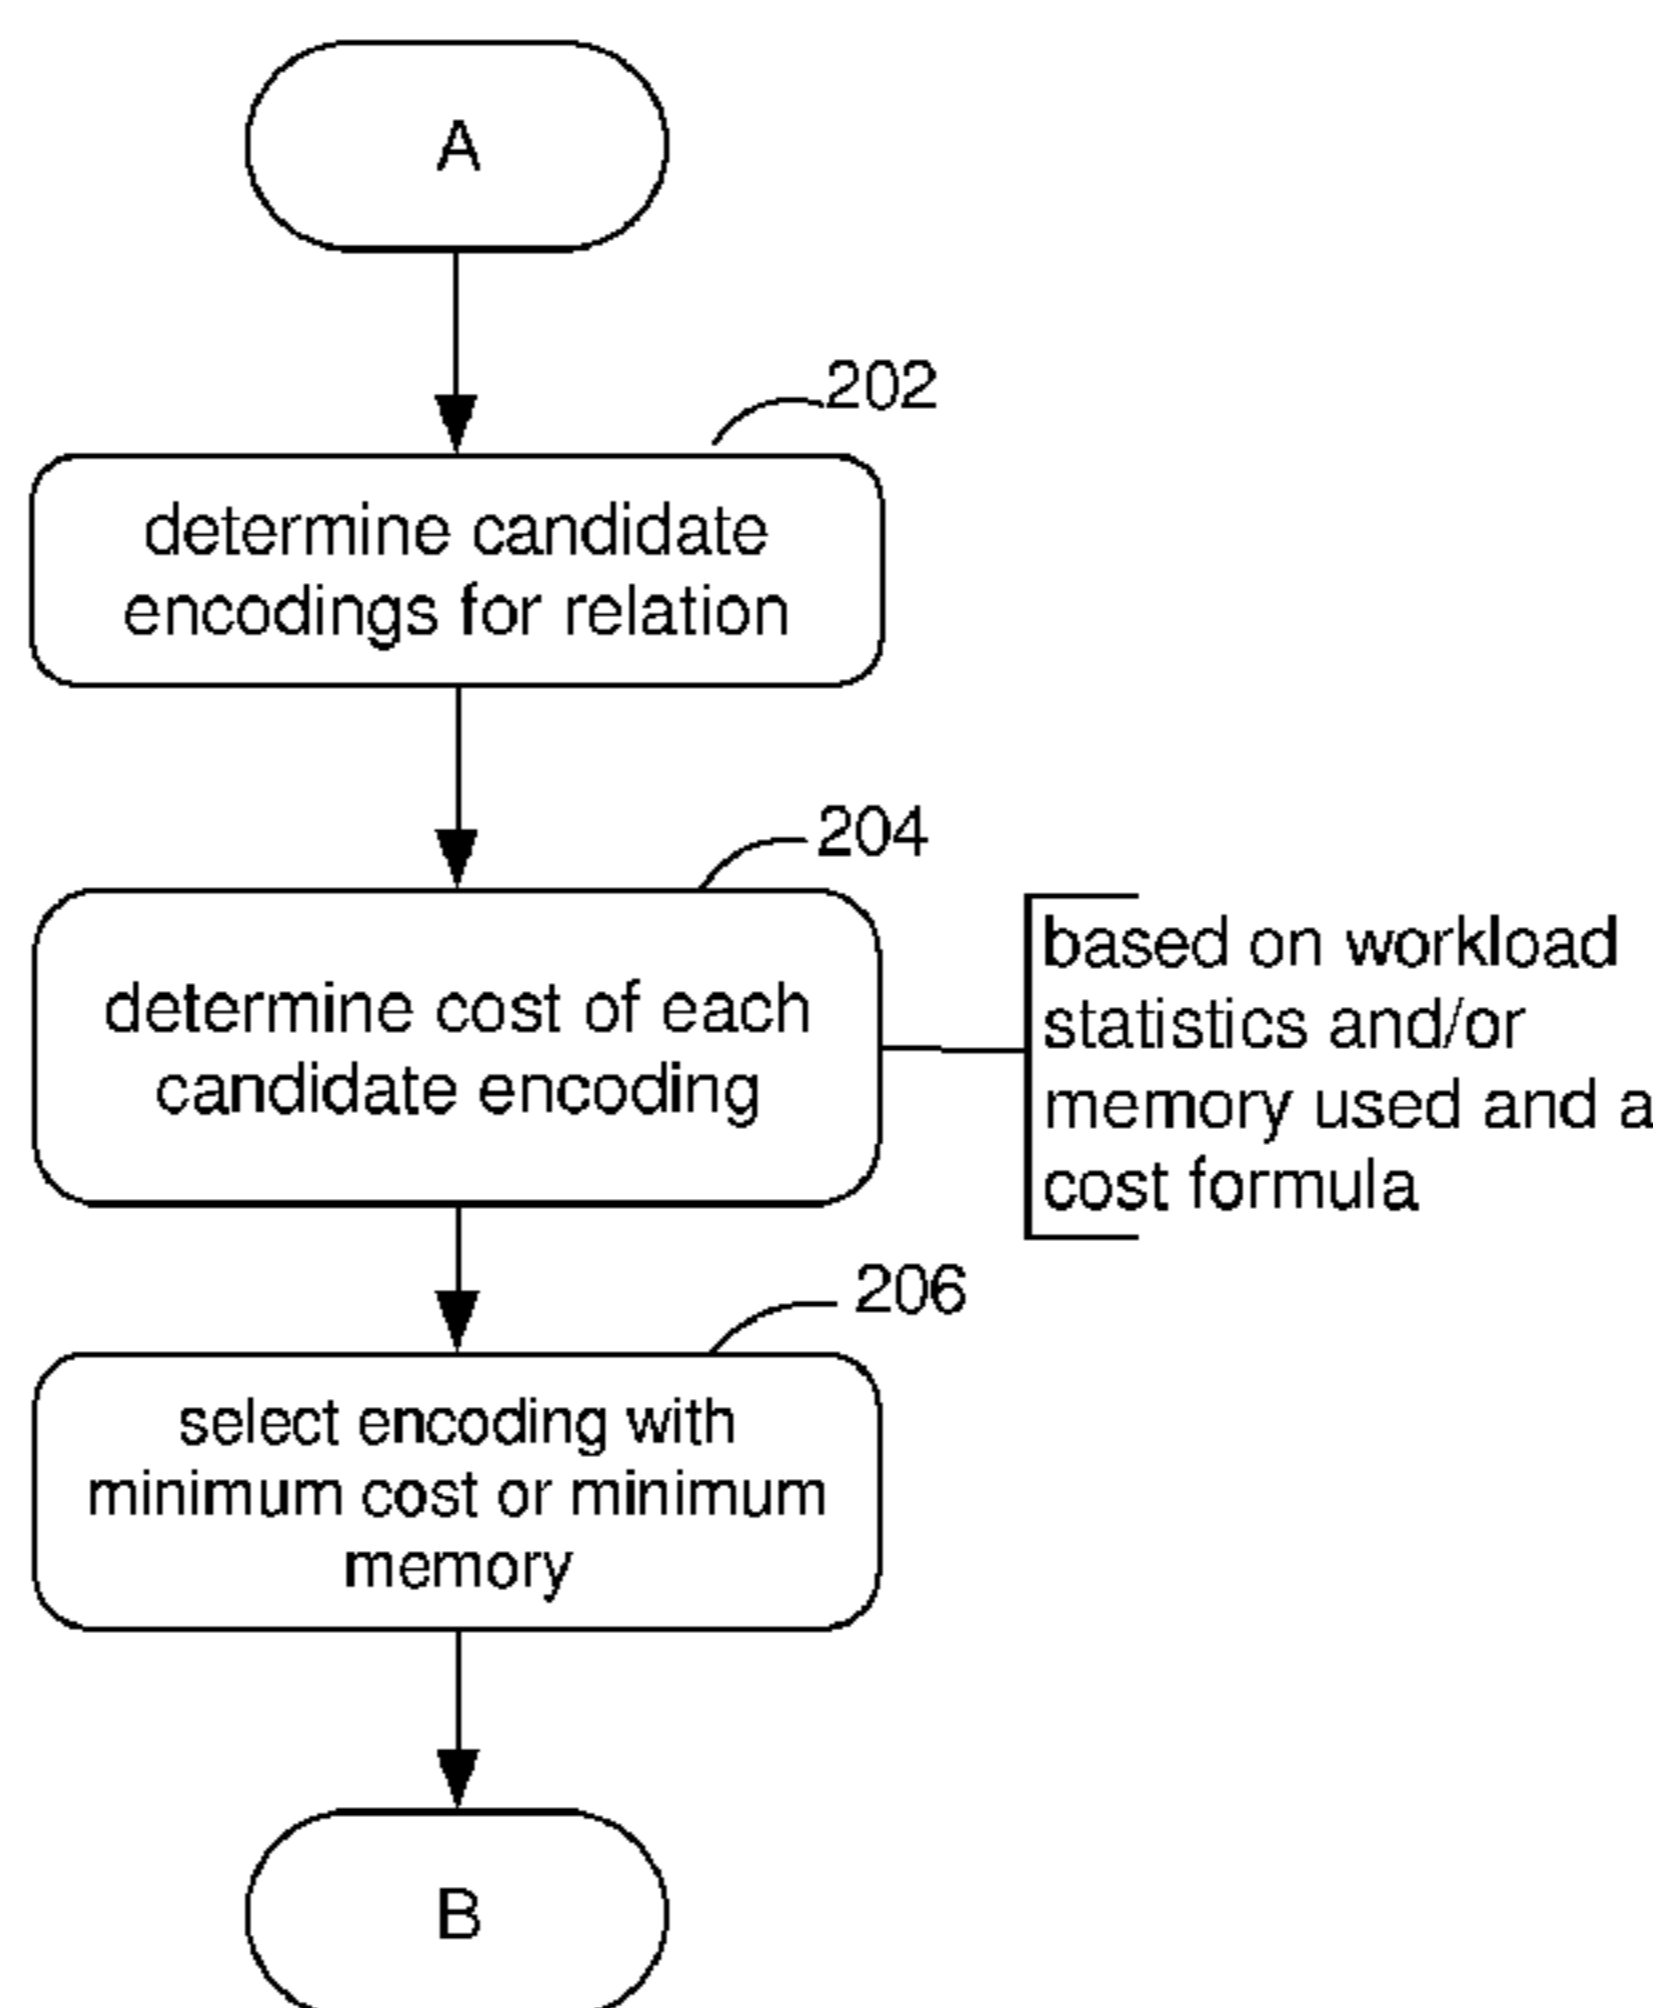 A
202
determine candidate
encodings for relation
204
determine cost of each
candidate encoding
based on workload
statistics and/or
memory used and a
cost formula
206
select encoding with
minimum cost or minimum
memory
B